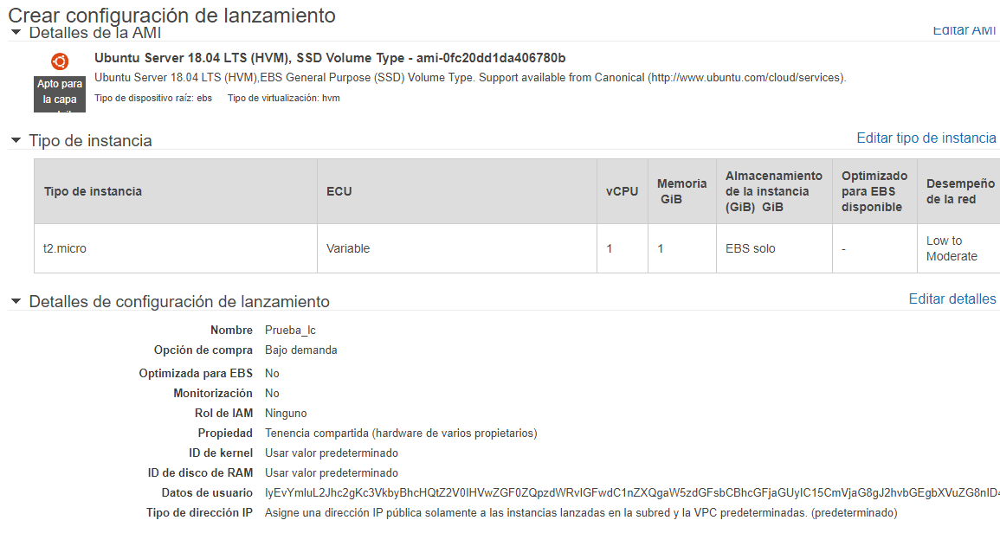 Crear configuración de lanzamiento
Detalles de la AMI
Editar AMI
Ubuntu Server 18.04 LTS (HVM), SSD Volume Type - ami-0fc20dd1da406780b
Apto para
la capa
Ubuntu Server 18.04 LTS (HVM),EBS General Purpose (SSD) Volume Type. Support available from Canonical (http://www.ubuntu.com/cloud/services).
Tipo de dispositivo raíz: ebs Tipo de virtualización: hvm
Tipo de instancia
Editar tipo de instancia
Tipo de instancia
ECU
vCPU
Memoria
GiB
Almacenamiento
de la instancia
(GiB) GiB
Optimizado
para EBS
disponible
Desempeño
de la red
t2.micro
Variable
1
1
EBS solo
-
Low to
Moderate
Detalles de configuración de lanzamiento
Editar detalles
Nombre Prueba_lc
Opción de compra Bajo demanda
Optimizada para EBS No
Monitorización No
Rol de IAM Ninguno
Propiedad Tenencia compartida (hardware de varios propietarios)
ID de kernel Usar valor predeterminado
ID de disco de RAM Usar valor predeterminado
Datos de usuario IyEvYmluL2Jhc2gKc3VkbyBhcHQtZ2V0IHVwZGF0ZQpzdWRvIGFwdC1nZXQgaW5zdGFsbCBhcGFjaGUyIC15CmVjaG8gJ2hvbGEgbXVuZG8nID4
Tipo de dirección IP Asigne una dirección IP pública solamente a las instancias lanzadas en la subred y la VPC predeterminadas. (predeterminado)